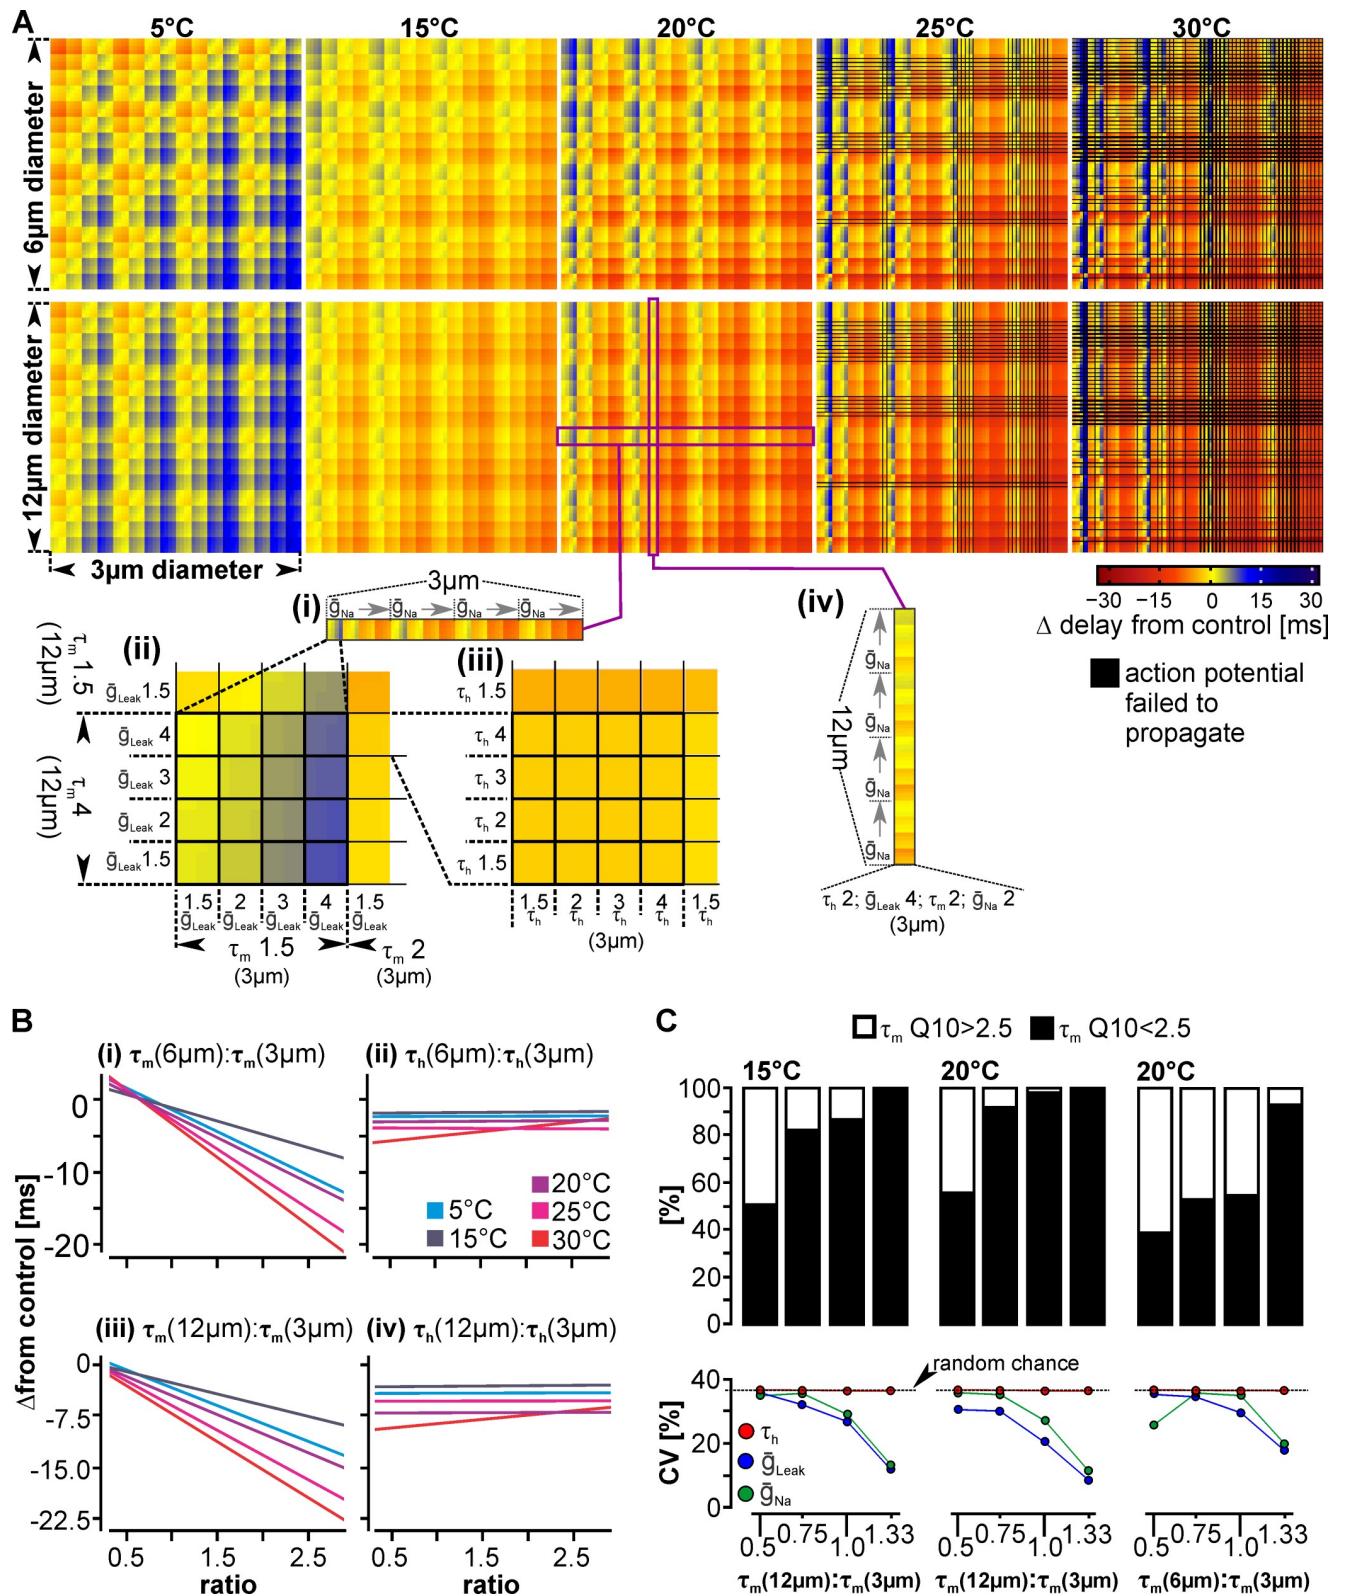 A
5°C 15°C 20°C 25°C 30°C
6μm diameter
12μm diameter
3μm diameter
−30 −15 0 15 30
Δ delay from control [ms]
action potential
failed to
propagate
(i)
3μm
ḡNa ḡNa ḡNa ḡNa
(ii)
τm 1.5
(12μm)
τm 4
(12μm)
ḡLeak 1.5
ḡLeak 4
ḡLeak 3
ḡLeak 2
ḡLeak 1.5
1.5 2 3 4 1.5
ḡLeak ḡLeak ḡLeak ḡLeak ḡLeak
τm 1.5
(3μm)
τm 2
(3μm)
(iii)
τh 1.5
τh 4
τh 3
τh 2
τh 1.5
1.5 2 3 4 1.5
τh τh τh τh τh
(3μm)
(iv)
12μm
ḡNa
ḡNa
ḡNa
ḡNa
τh 2; ḡLeak 4; τm 2; ḡNa 2
(3μm)
B
Δfrom control [ms]
(i) τm(6μm):τm(3μm)
0
-10
-20
(ii) τh(6μm):τh(3μm)
20°C
5°C 25°C
15°C 30°C
(iii) τm(12μm):τm(3μm)
0
-7.5
-15.0
-22.5
0.5 1.5 2.5
ratio
(iv) τh(12μm):τh(3μm)
0.5 1.5 2.5
ratio
C
τm Q10>2.5 τm Q10<2.5
15°C 20°C 20°C
[%]
100
80
60
40
20
0
random chance
CV [%]
40
20
0
τh
ḡLeak
ḡNa
0.5 0.75 1.0 1.33
0.5 0.75 1.0 1.33
0.5 0.75 1.0 1.33
τm(12μm):τm(3μm) τm(12μm):τm(3μm) τm(6μm):τm(3μm)